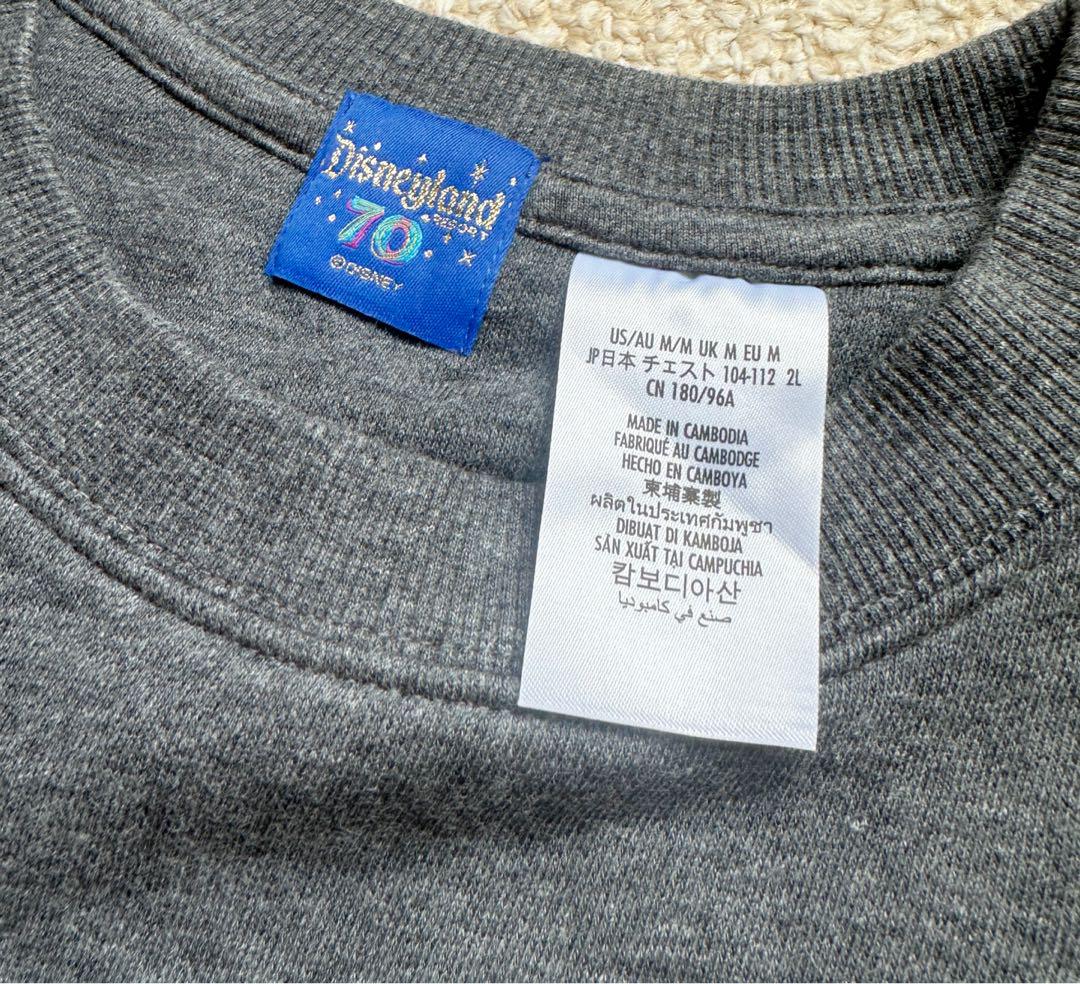 Disneyland
RESORT
70
©DISNEY
US/AU M/M UK M EU M
JP日本 チェスト 104-112 2L
CN 180/96A
MADE IN CAMBODIA
FABRIQUÉ AU CAMBODGE
HECHO EN CAMBOYA
柬埔寨製
ผลิตในประเทศกัมพูชา
DIBUAT DI KAMBOJA
SẢN XUẤT TẠI CAMPUCHIA
캄보디아산
صنع في كامبوديا